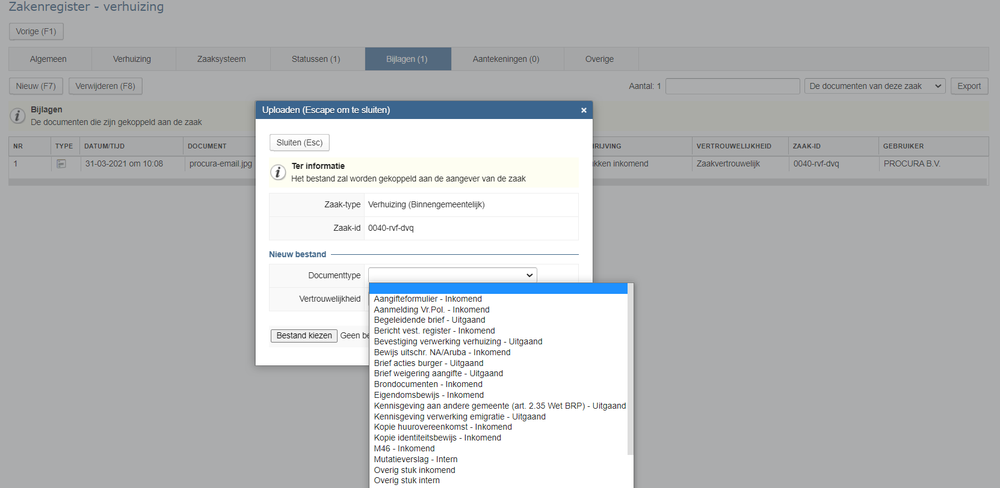 Zakenregister - verhuizing
Vorige (F1)
Algemeen Verhuizing Zaaksysteem Statussen (1) Bijlagen (1) Aantekeningen (0) Overige
Nieuw (F7) Verwijderen (F8) Aantal: 1 De documenten van deze zaak Export
Bijlagen
De documenten die zijn gekoppeld aan de zaak
NR TYPE DATUM/TIJD DOCUMENT HRIJVING VERTROUWELIJKHEID ZAAK-ID GEBRUIKER
1 31-03-2021 om 10:08 procura-email.jpg kken inkomend Zaakvertrouwelijk 0040-rvf-dvq PROCURA B.V.
Uploaden (Escape om te sluiten)
Sluiten (Esc)
Ter informatie
Het bestand zal worden gekoppeld aan de aangever van de zaak
Zaak-type Verhuizing (Binnengemeentelijk)
Zaak-id 0040-rvf-dvq
Nieuw bestand
Documenttype
Vertrouwelijkheid
Bestand kiezen Geen be
Aangifteformulier - Inkomend
Aanmelding Vr.Pol. - Inkomend
Begeleidende brief - Uitgaand
Bericht vest. register - Inkomend
Bevestiging verwerking verhuizing - Uitgaand
Bewijs uitschr. NA/Aruba - Inkomend
Brief acties burger - Uitgaand
Brief weigering aangifte - Uitgaand
Brondocumenten - Inkomend
Eigendomsbewijs - Inkomend
Kennisgeving aan andere gemeente (art. 2.35 Wet BRP) - Uitgaand
Kennisgeving verwerking emigratie - Uitgaand
Kopie huurovereenkomst - Inkomend
Kopie identiteitsbewijs - Inkomend
M46 - Inkomend
Mutatieverslag - Intern
Overig stuk inkomend
Overig stuk intern